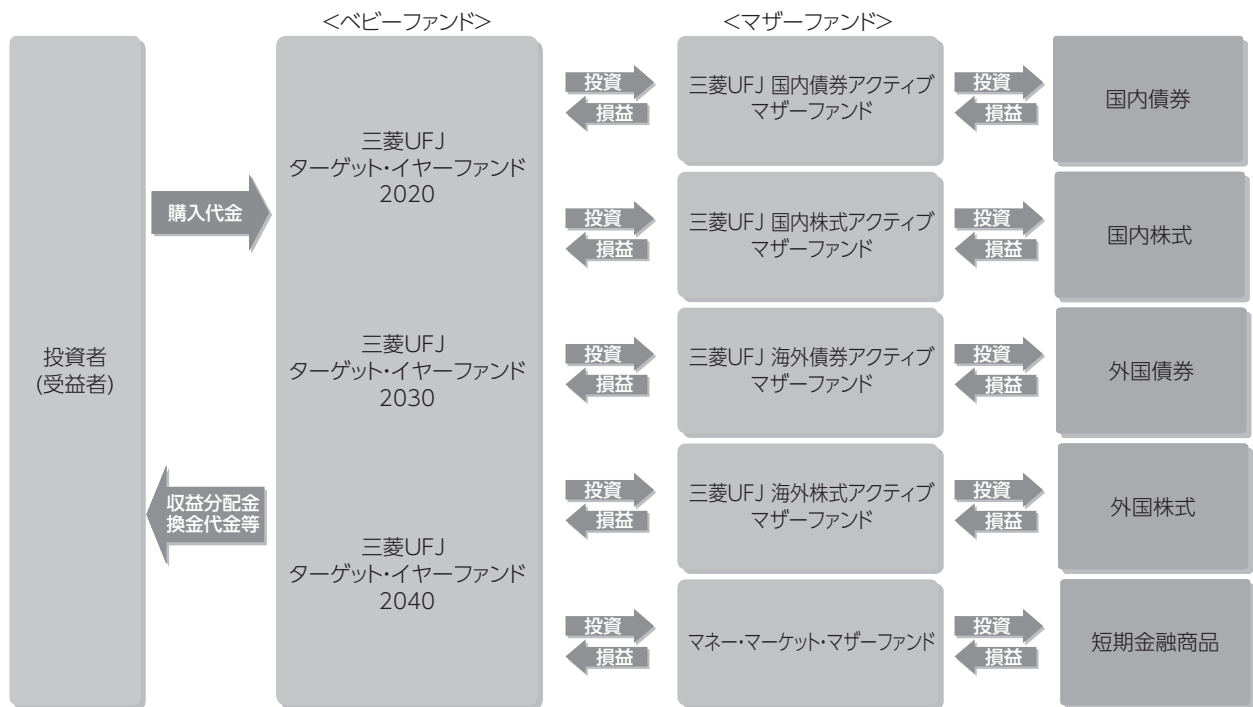 <ベビーファンド>
<マザーファンド>
投資者
(受益者)
購入代金
収益分配金
換金代金等
三菱UFJ
ターゲット・イヤーファンド
2020
三菱UFJ
ターゲット・イヤーファンド
2030
三菱UFJ
ターゲット・イヤーファンド
2040
投資
損益
三菱UFJ 国内債券アクティブ
マザーファンド
投資
損益
国内債券
投資
損益
三菱UFJ 国内株式アクティブ
マザーファンド
投資
損益
国内株式
投資
損益
三菱UFJ 海外債券アクティブ
マザーファンド
投資
損益
外国債券
投資
損益
三菱UFJ 海外株式アクティブ
マザーファンド
投資
損益
外国株式
投資
損益
マネー・マーケット・マザーファンド
投資
損益
短期金融商品